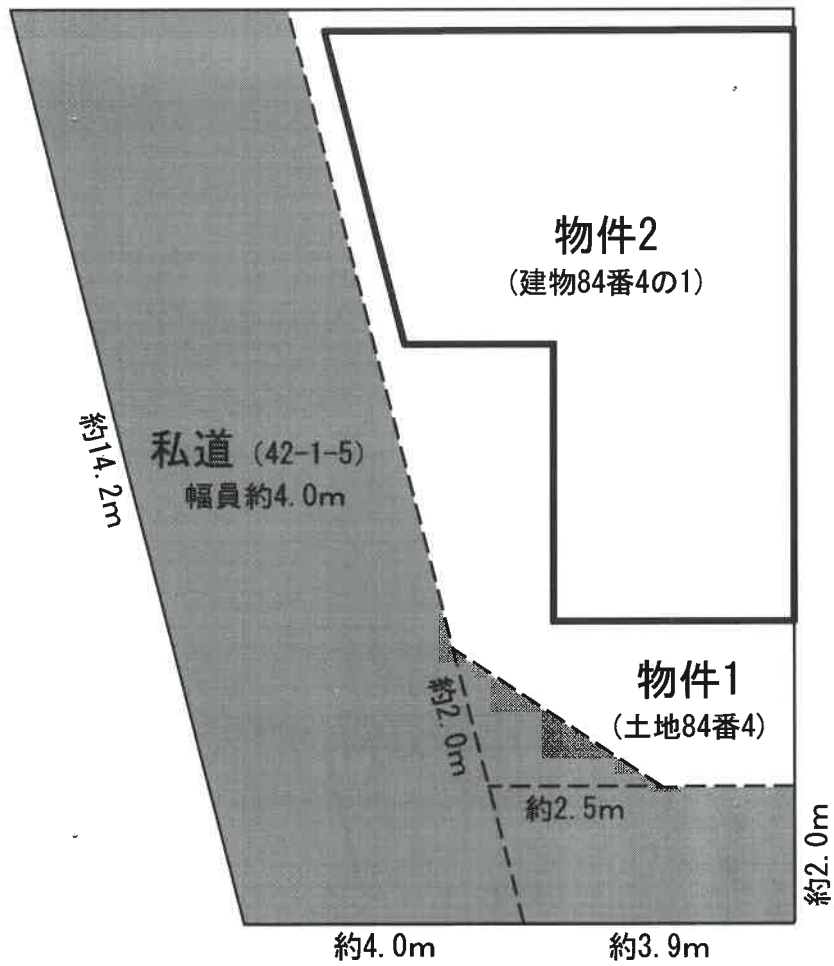 物件2
(建物84番4の1)
約14.2m
私道 (42-1-5)
幅員約4.0m
約2.0m
物件1
(土地84番4)
約2.5m
約2.0m
約4.0m
約3.9m